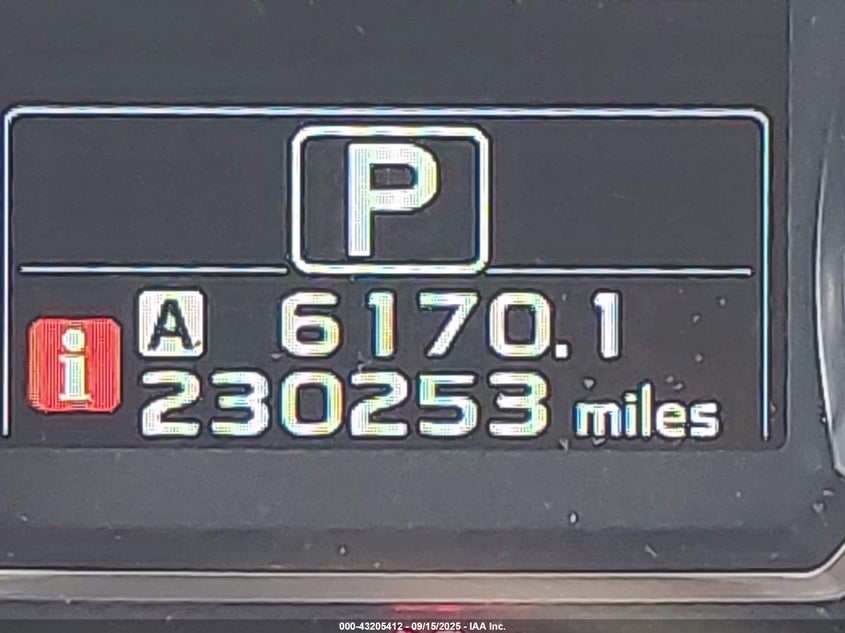 P
A 6170.1
i
230253 miles
000-43205412 - 09/15/2025 - IAA Inc.